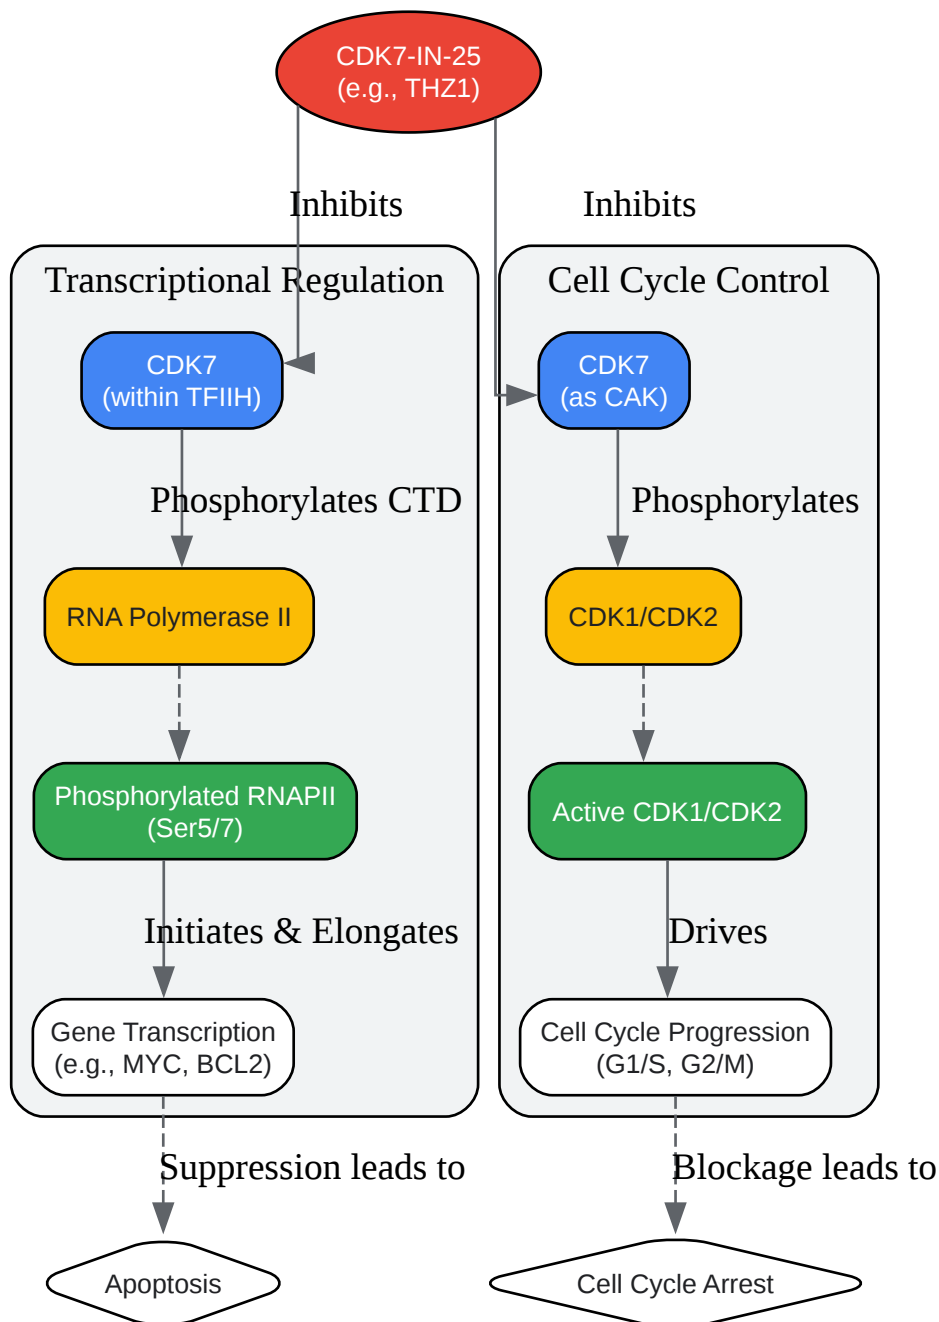 CDK7-IN-25
(e.g., THZ1)
Inhibits
Inhibits
Transcriptional Regulation
CDK7
(within TFIIH)
Phosphorylates CTD
RNA Polymerase II
Phosphorylated RNAPII
(Ser5/7)
Initiates & Elongates
Gene Transcription
(e.g., MYC, BCL2)
Suppression leads to
Apoptosis
Cell Cycle Control
CDK7
(as CAK)
Phosphorylates
CDK1/CDK2
Active CDK1/CDK2
Drives
Cell Cycle Progression
(G1/S, G2/M)
Blockage leads to
Cell Cycle Arrest